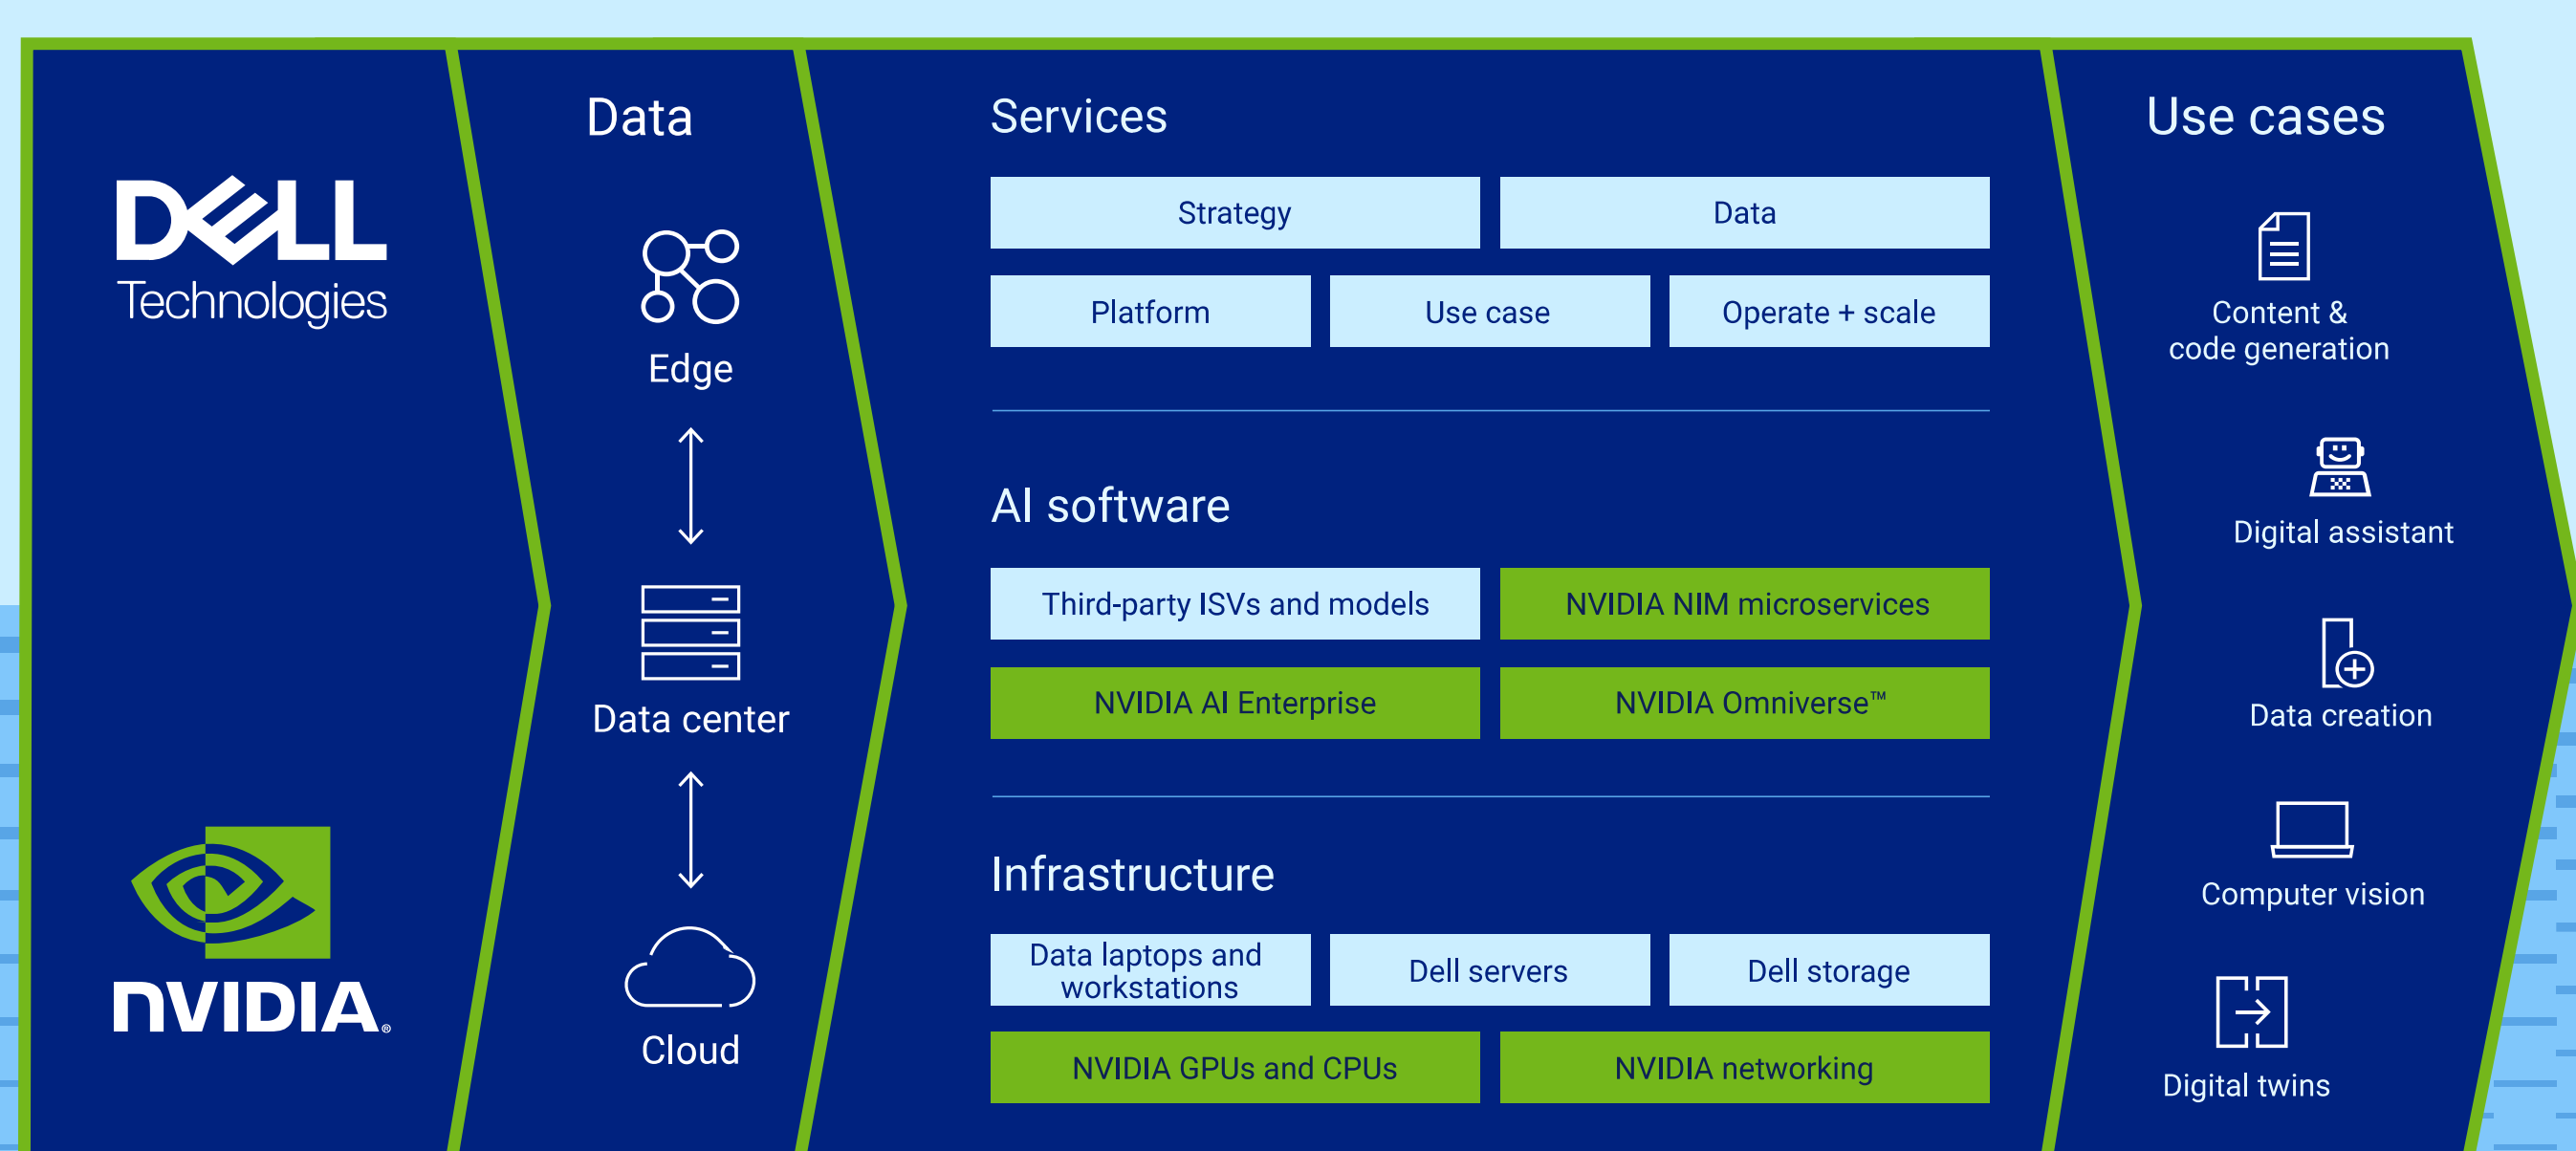 DELL
Technologies
NVIDIA®
Data
Edge
Data center
Cloud
Services
Strategy
Data
Platform
Use case
Operate + scale
AI software
Third-party ISVs and models
NVIDIA NIM microservices
NVIDIA AI Enterprise
NVIDIA Omniverse™
Infrastructure
Data laptops and
workstations
Dell servers
Dell storage
NVIDIA GPUs and CPUs
NVIDIA networking
Use cases
Content &
code generation
Digital assistant
Data creation
Computer vision
Digital twins